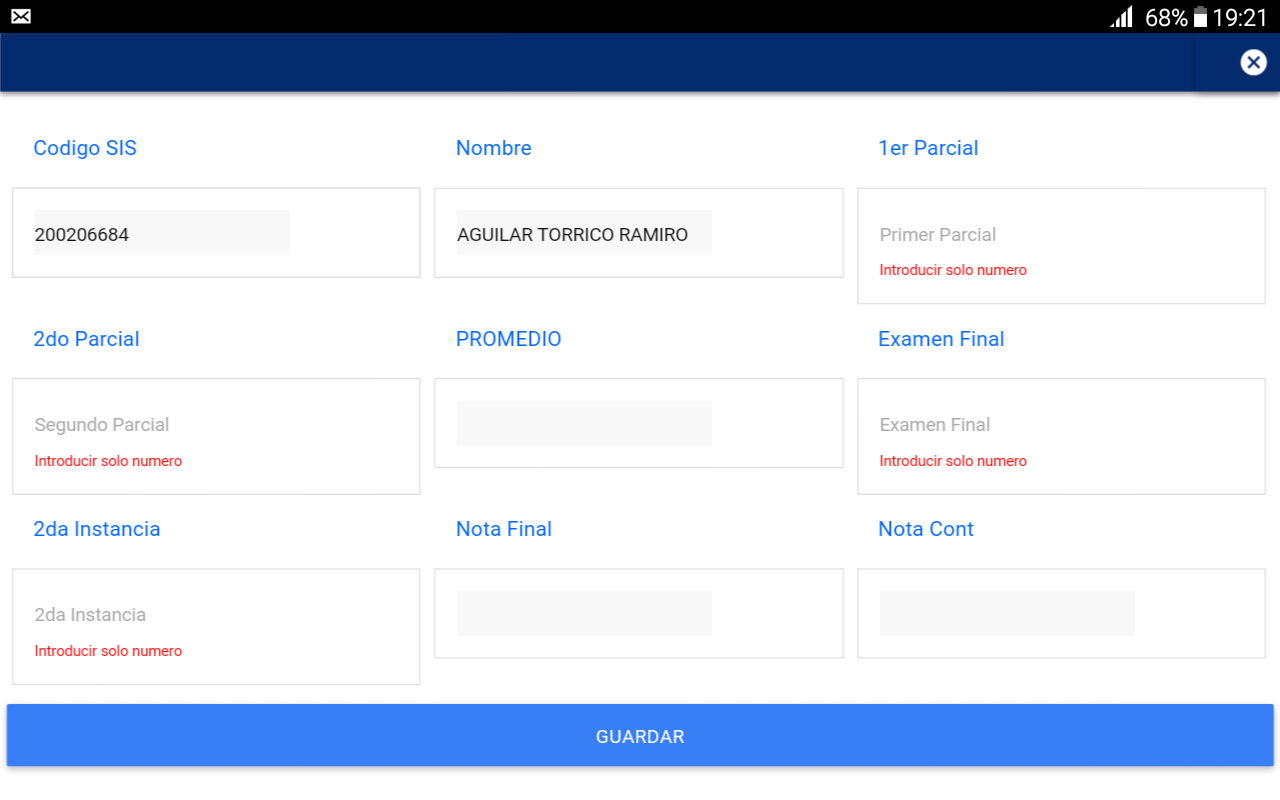 68% 19:21
Codigo SIS
Nombre
1er Parcial
200206684
AGUILAR TORRICO RAMIRO
Primer Parcial
Introducir solo numero
2do Parcial
PROMEDIO
Examen Final
Segundo Parcial
Introducir solo numero
Examen Final
Introducir solo numero
2da Instancia
Nota Final
Nota Cont
2da Instancia
Introducir solo numero
GUARDAR